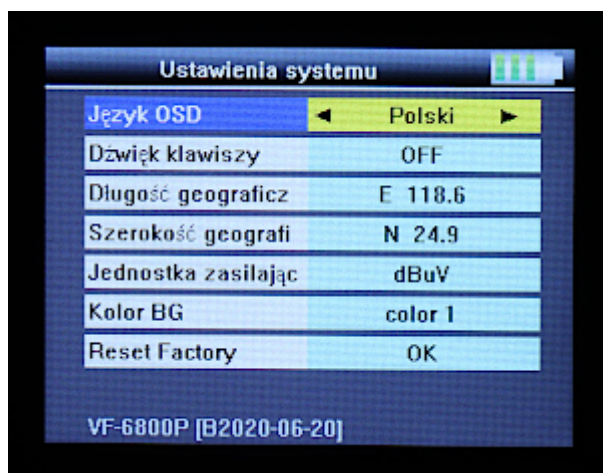 Ustawienia systemu
Język OSD ◄ Polski ►
Dźwięk klawiszy OFF
Długość geograficz E 118.6
Szerokość geografi N 24.9
Jednostka zasilając dBuV
Kolor BG color 1
Reset Factory OK
VF-6800P [B2020-06-20]